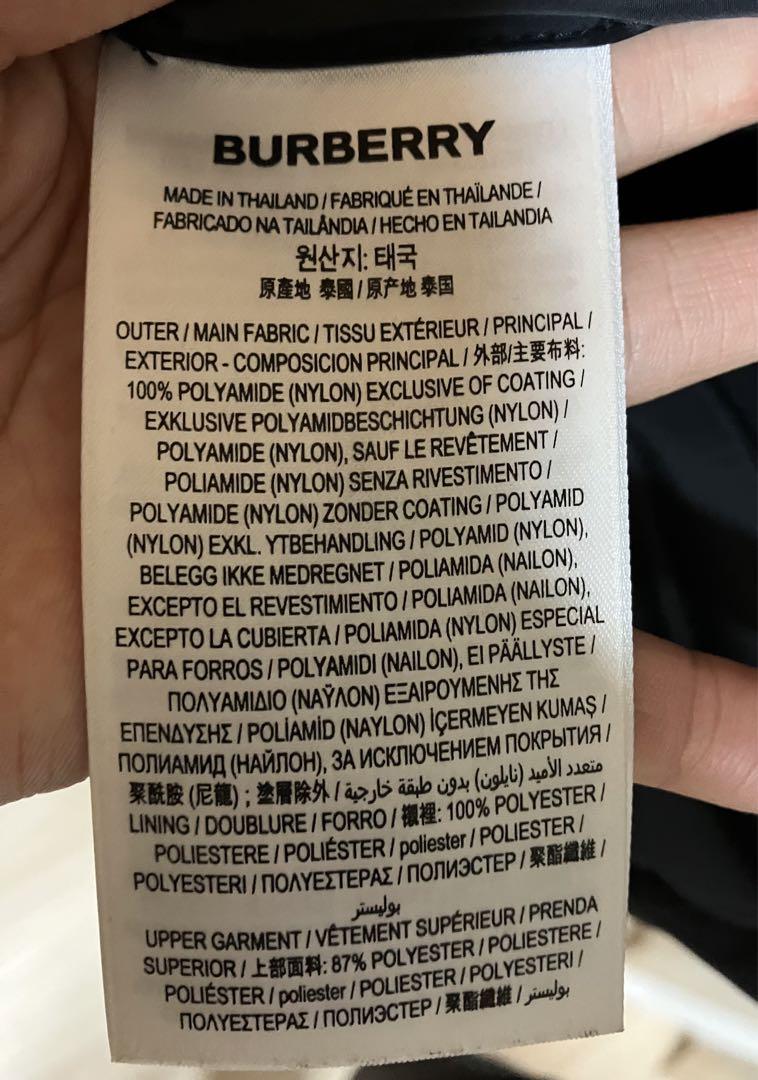 BURBERRY
MADE IN THAILAND / FABRIQUÉ EN THAÏLANDE /
FABRICADO NA TAILÂNDIA / HECHO EN TAILANDIA
원산지: 태국
原產地 泰國 / 原产地 泰国
OUTER / MAIN FABRIC / TISSU EXTÉRIEUR / PRINCIPAL /
EXTERIOR - COMPOSICION PRINCIPAL / 外部/主要布料:
100% POLYAMIDE (NYLON) EXCLUSIVE OF COATING /
EXKLUSIVE POLYAMIDBESCHICHTUNG (NYLON) /
POLYAMIDE (NYLON), SAUF LE REVÊTEMENT /
POLIAMIDE (NYLON) SENZA RIVESTIMENTO /
POLYAMIDE (NYLON) ZONDER COATING / POLYAMID
(NYLON) EXKL. YTBEHANDLING / POLYAMID (NYLON),
BELEGG IKKE MEDREGNET / POLIAMIDA (NAILON),
EXCEPTO EL REVESTIMIENTO / POLIAMIDA (NAILON),
EXCEPTO LA CUBIERTA / POLIAMIDA (NYLON) ESPECIAL
PARA FORROS / POLYAMIDI (NAILON), EI PÄÄLLYSTE /
ΠΟΛΥΑΜΙΔΙΟ (ΝΑΫΛΟΝ) ΕΞΑΙΡΟΥΜΕΝΗΣ ΤΗΣ
ΕΠΕΝΔΥΣΗΣ / POLİAMİD (NAYLON) İÇERMEYEN KUMAŞ /
ПОЛИАМИД (НАЙЛОН), ЗА ИСКЛЮЧЕНИЕМ ПОКРЫТИЯ /
聚酰胺 (尼龍) ; 塗層除外 / متعدد الأميد (نايلون) بدون طبقة خارجية
LINING / DOUBLURE / FORRO / 襯裡: 100% POLYESTER /
POLIESTERE / POLIÉSTER / poliester / POLIESTER /
POLYESTERI / ΠΟΛΥΕΣΤΕΡΑΣ / ПОЛИЭСТЕР / 聚酯纖維 /
بوليستر
UPPER GARMENT / VÊTEMENT SUPÉRIEUR / PRENDA
SUPERIOR / 上部面料: 87% POLYESTER / POLIESTERE /
POLIÉSTER / poliester / POLIESTER / POLYESTERI /
ΠΟΛΥΕΣΤΕΡΑΣ / ПОЛИЭСТЕР / 聚酯纖維 / بوليستر